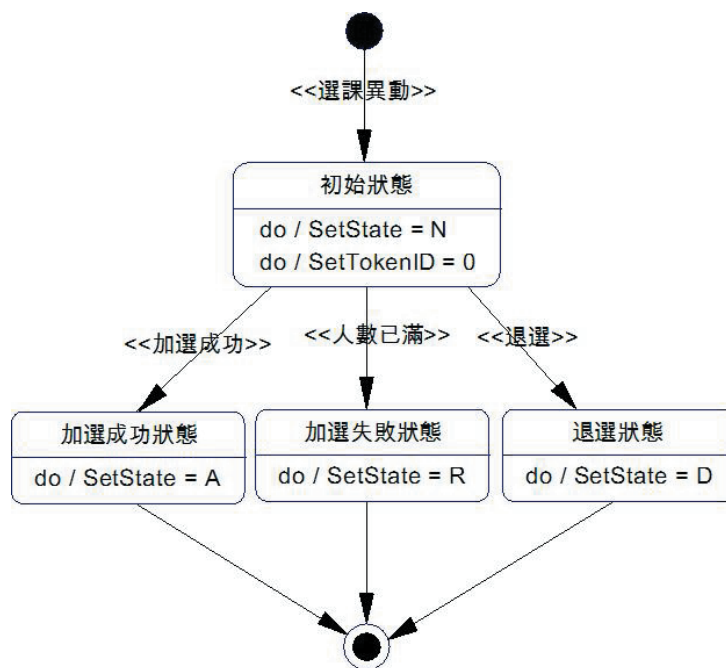 <<選課異動>>
初始狀態
do / SetState = N
do / SetTokenID = 0
<<加選成功>>
<<人數已滿>>
<<退選>>
加選成功狀態
do / SetState = A
加選失敗狀態
do / SetState = R
退選狀態
do / SetState = D